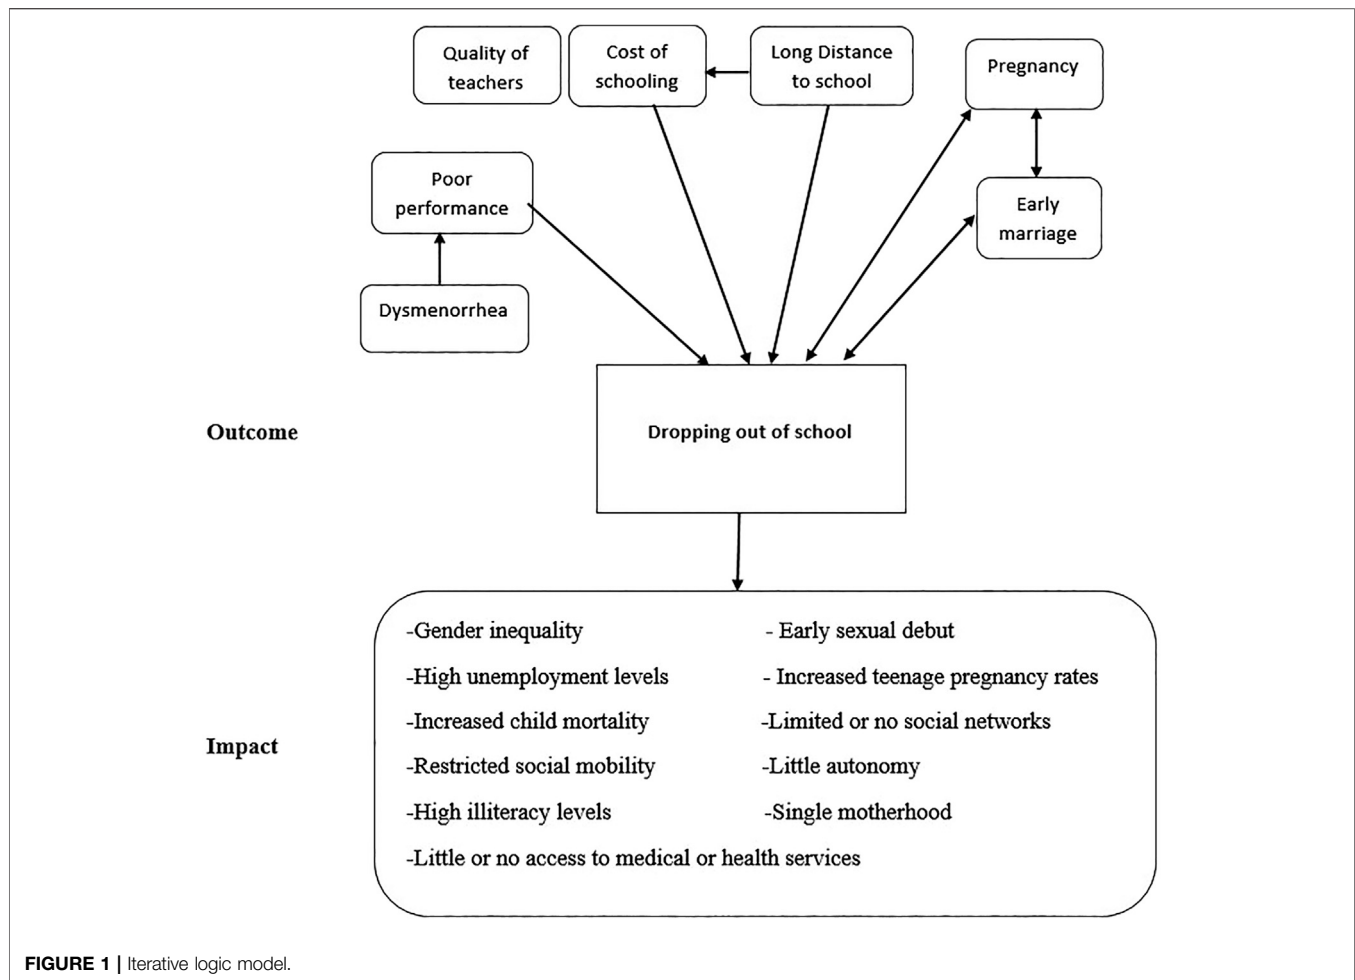 Quality of
teachers
Cost of
schooling
Long Distance
to school
Pregnancy
Poor
performance
Early
marriage
Dysmenorrhea
Outcome
Dropping out of school
Impact
-Gender inequality
- Early sexual debut
-High unemployment levels
- Increased teenage pregnancy rates
-Increased child mortality
-Limited or no social networks
-Restricted social mobility
-Little autonomy
-High illiteracy levels
-Single motherhood
-Little or no access to medical or health services
FIGURE 1 | Iterative logic model.